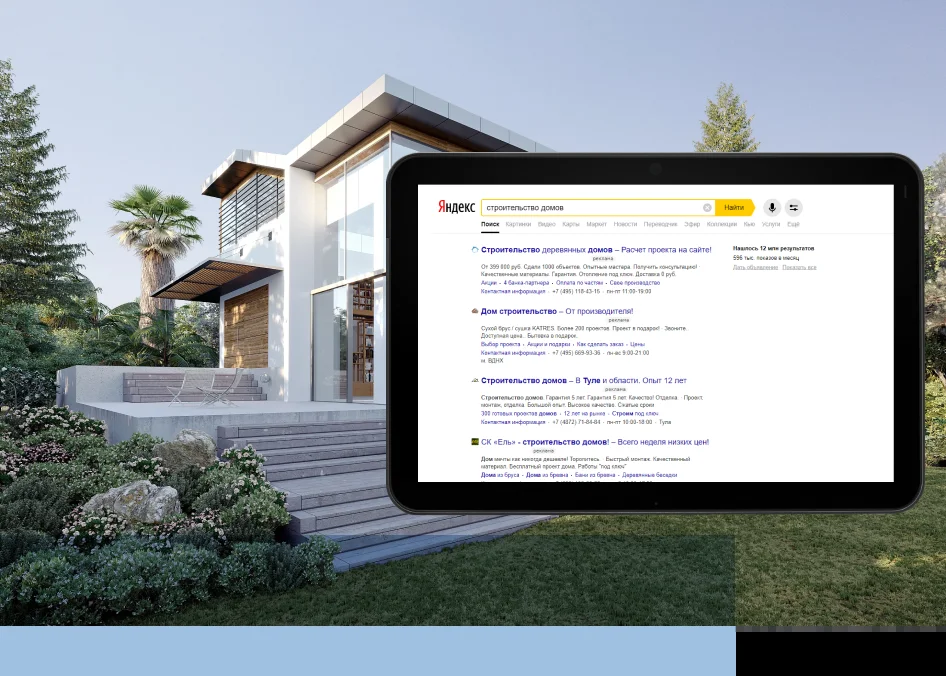 Яндекс
строительство домов
Найти
Поиск Картинки Видео Карты Маркет Новости Переводчик Эфир Коллекции Кью Услуги Ещё
Строительство деревянных домов – Расчет проекта на сайте!
реклама
От 399 000 руб. Сдали 1000 объектов. Опытные мастера. Получить консультацию!
Качественные материалы. Гарантия. Отопление под ключ. Доставка 0 руб.
Акции · 4 банка-партнера · Оплата по частям · Свое производство
Контактная информация · +7 (495) 118-43-15 · пн-пт 11:00-19:00
Дом строительство – От производителя!
реклама
Сухой брус / сушка KATRES. Более 200 проектов. Проект в подарок! · Звоните.
Доступная цена · Бытовка в подарок.
Выбор проекта · Акции и подарки · Как сделать заказ · Цены
Контактная информация · +7 (495) 669-93-36 · пн-вс 9:00-21:00
м. ВДНХ
Строительство домов – В Туле и области. Опыт 12 лет
реклама
Строительство домов. Гарантия 5 лет. Гарантия 5 лет. Качество! Отделка. · Проект,
монтаж, отделка. Большой опыт. Высокое качество. Сжатые сроки
300 готовых проектов домов · 12 лет на рынке · Строим под ключ
Контактная информация · +7 (4872) 71-84-84 · пн-пт 10:00-18:00 · Тула
СК «Ель» - строительство домов! – Всего неделя низких цен!
реклама
Дом мечты как никогда дешевле! Торопитесь. · Быстрый монтаж. Качественный
материал. Бесплатный проект дома. Работы "под ключ"
Дома из бруса · Дома из бревна · Бани из бревна · Деревянные беседки
Нашлось 12 млн результатов
596 тыс. показов в месяц
Дать объявление Показать все